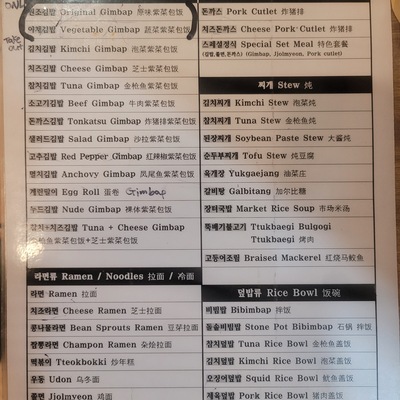 ONLY
Take out
원조김밥 Original Gimbap 原味紫菜包饭
야채김밥 Vegetable Gimbap 蔬菜紫菜包饭
김치김밥 Kimchi Gimbap 泡菜紫菜包饭
치즈김밥 Cheese Gimbap 芝士紫菜包饭
참치김밥 Tuna Gimbap 金枪鱼紫菜包饭
소고기김밥 Beef Gimbap 牛肉紫菜包饭
돈까스김밥 Tonkatsu Gimbap 炸猪排紫菜包饭
샐러드김밥 Salad Gimbap 沙拉紫菜包饭
고추김밥 Red Pepper Gimbap 红辣椒紫菜包饭
멸치김밥 Anchovy Gimbap 凤尾鱼紫菜包饭
계란말이 Egg Roll 蛋卷 Gimbap
누드김밥 Nude Gimbap 裸体紫菜包饭
참치+치즈김밥 Tuna + Cheese Gimbap
金枪鱼紫菜包饭+芝士紫菜包饭
라면류 Ramen / Noodles 拉面 / 冷面
라면 Ramen 拉面
치즈라면 Cheese Ramen 芝士拉面
콩나물라면 Bean Sprouts Ramen 豆芽拉面
짬뽕라면 Champon Ramen 杂烩拉面
떡볶이 Tteokbokki 炒年糕
우동 Udon 乌冬面
쫄면 Jjolmyeon 鸡面
돈까스 Pork Cutlet 炸猪排
치즈돈까스 Cheese Pork Cutlet 炸猪排
스페셜정식 Special Set Meal 特色套餐
(김밥,쫄면,돈까스) (Gimbap, Jjolmyeon, Pork cutlet)
찌개 Stew 炖
김치찌개 Kimchi Stew 泡菜炖
참치찌개 Tuna Stew 金枪鱼炖
된장찌개 Soybean Paste Stew 大酱炖
순두부찌개 Tofu Stew 炖豆腐
육개장 Yukgaejang 油菜庄
갈비탕 Galbitang 加尔比糖
장터국밥 Market Rice Soup 市场米汤
뚝배기불고기 Ttukbaegi Bulgogi
Ttukbaegi 烤肉
고등어조림 Braised Mackerel 红烧马鲛鱼
덮밥류 Rice Bowl 饭碗
비빔밥 Bibimbap 拌饭
돌솥비빔밥 Stone Pot Bibimbap 石锅 拌饭
참치덮밥 Tuna Rice Bowl 金枪鱼盖饭
김치덮밥 Kimchi Rice Bowl 泡菜盖饭
오징어덮밥 Squid Rice Bowl 鱿鱼盖饭
제육덮밥 Pork Rice Bowl 猪肉盖饭